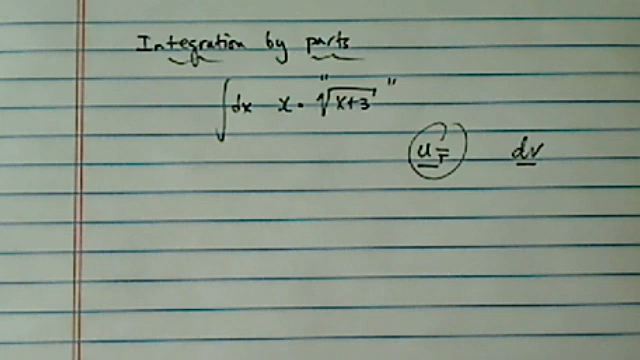 Integration by parts
∫dx x · "√x+3"
u= dv